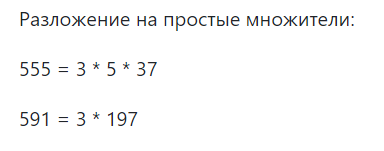 Разложение на простые множители:
555 = 3 * 5 * 37
591 = 3 * 197